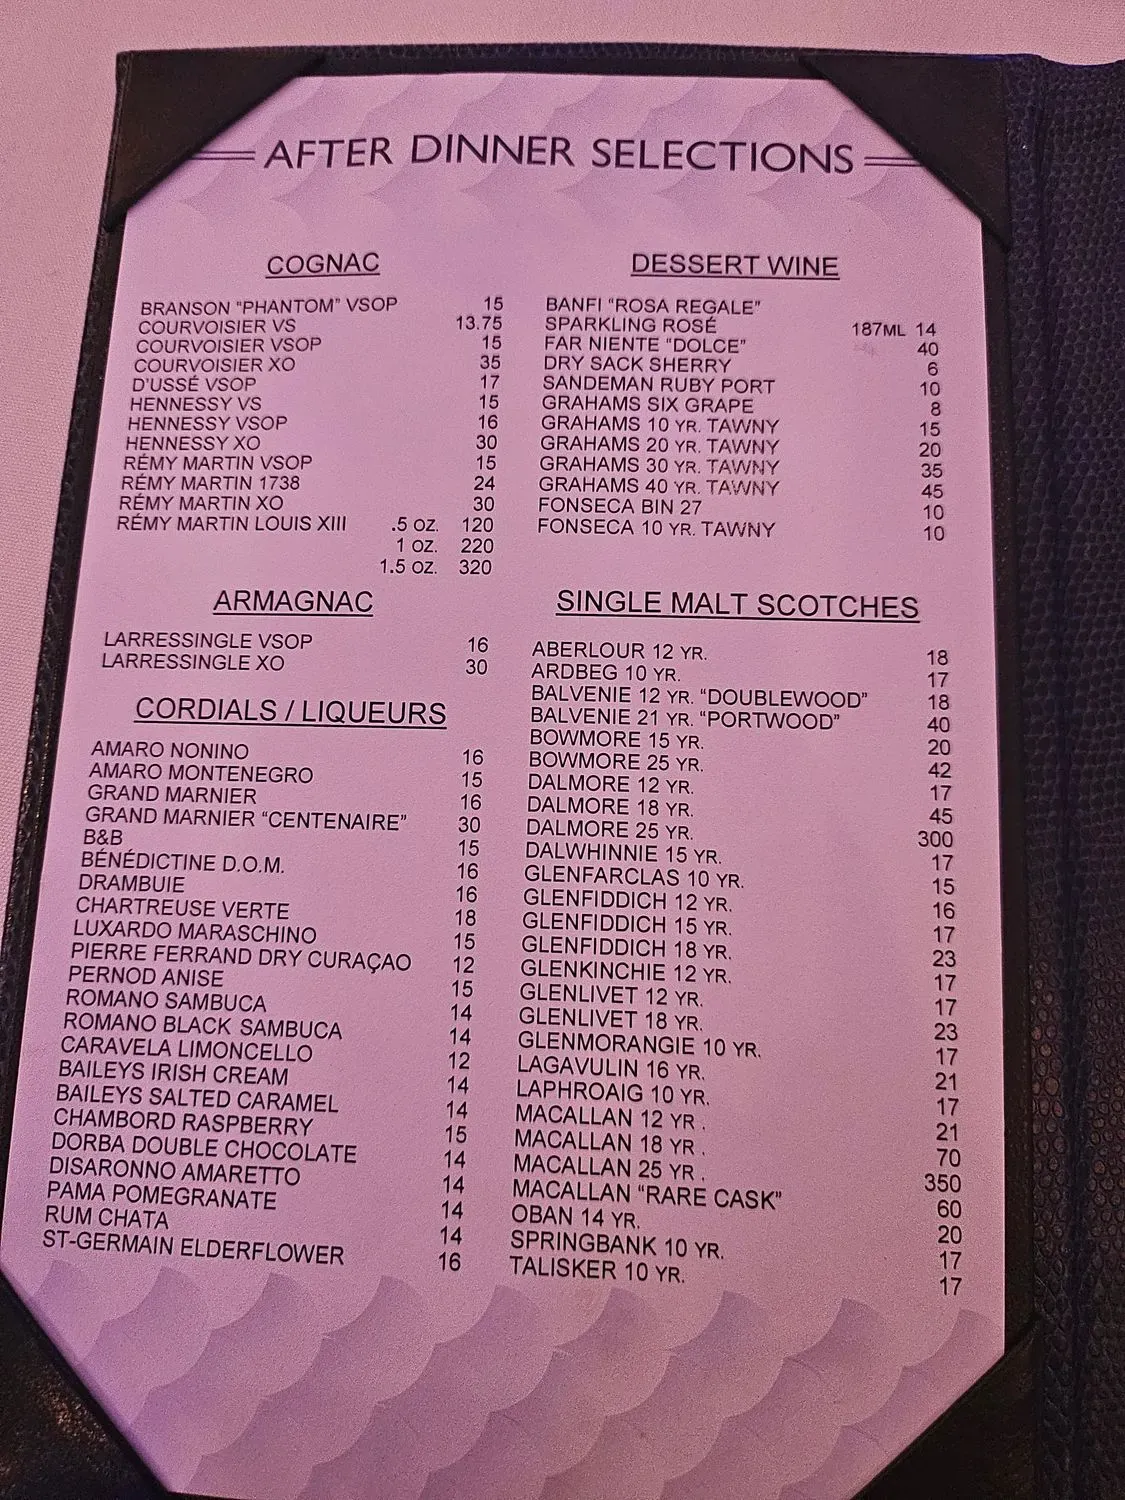 AFTER DINNER SELECTIONS
COGNAC
BRANSON "PHANTOM" VSOP 15
COURVOISIER VS 13.75
COURVOISIER VSOP 15
COURVOISIER XO 35
D'USSÉ VSOP 17
HENNESSY VS 15
HENNESSY VSOP 16
HENNESSY XO 30
RÉMY MARTIN VSOP 15
RÉMY MARTIN 1738 24
RÉMY MARTIN XO 30
RÉMY MARTIN LOUIS XIII .5 OZ. 120
1 OZ. 220
1.5 OZ. 320
ARMAGNAC
LARRESSINGLE VSOP 16
LARRESSINGLE XO 30
CORDIALS / LIQUEURS
AMARO NONINO 16
AMARO MONTENEGRO 15
GRAND MARNIER 16
GRAND MARNIER "CENTENAIRE" 30
B&B 15
BÉNÉDICTINE D.O.M. 16
DRAMBUIE 16
CHARTREUSE VERTE 18
LUXARDO MARASCHINO 15
PIERRE FERRAND DRY CURAÇAO 12
PERNOD ANISE 15
ROMANO SAMBUCA 14
ROMANO BLACK SAMBUCA 14
CARAVELA LIMONCELLO 12
BAILEYS IRISH CREAM 14
BAILEYS SALTED CARAMEL 14
CHAMBORD RASPBERRY 15
DORBA DOUBLE CHOCOLATE 14
DISARONNO AMARETTO 14
PAMA POMEGRANATE 14
RUM CHATA 14
ST-GERMAIN ELDERFLOWER 16
DESSERT WINE
BANFI "ROSA REGALE"
SPARKLING ROSÉ 187ML 14
FAR NIENTE "DOLCE" 40
DRY SACK SHERRY 6
SANDEMAN RUBY PORT 10
GRAHAMS SIX GRAPE 8
GRAHAMS 10 YR. TAWNY 15
GRAHAMS 20 YR. TAWNY 20
GRAHAMS 30 YR. TAWNY 35
GRAHAMS 40 YR. TAWNY 45
FONSECA BIN 27 10
FONSECA 10 YR. TAWNY 10
SINGLE MALT SCOTCHES
ABERLOUR 12 YR. 18
ARDBEG 10 YR. 17
BALVENIE 12 YR. "DOUBLEWOOD" 18
BALVENIE 21 YR. "PORTWOOD" 40
BOWMORE 15 YR. 20
BOWMORE 25 YR. 42
DALMORE 12 YR. 17
DALMORE 18 YR. 45
DALMORE 25 YR. 300
DALWHINNIE 15 YR. 17
GLENFARCLAS 10 YR. 15
GLENFIDDICH 12 YR. 16
GLENFIDDICH 15 YR. 17
GLENFIDDICH 18 YR. 23
GLENKINCHIE 12 YR. 17
GLENLIVET 12 YR. 17
GLENLIVET 18 YR. 23
GLENMORANGIE 10 YR. 17
LAGAVULIN 16 YR. 21
LAPHROAIG 10 YR. 17
MACALLAN 12 YR . 21
MACALLAN 18 YR . 70
MACALLAN 25 YR . 350
MACALLAN "RARE CASK" 60
OBAN 14 YR. 20
SPRINGBANK 10 YR. 17
TALISKER 10 YR. 17